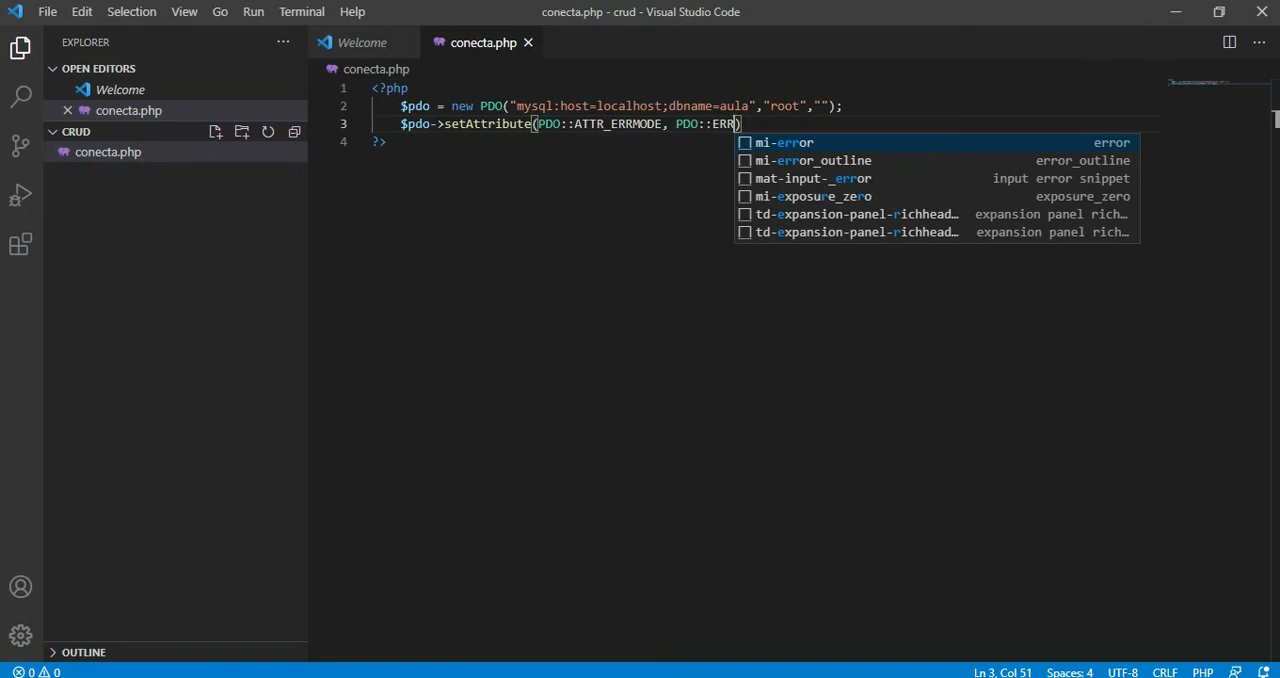 File Edit Selection View Go Run Terminal Help conecta.php - crud - Visual Studio Code
EXPLORER
Welcome
conecta.php
OPEN EDITORS
Welcome
conecta.php
CRUD
conecta.php
conecta.php
1 <?php
2 $pdo = new PDO("mysql:host=localhost;dbname=aula","root","");
3 $pdo->setAttribute(PDO::ATTR_ERRMODE, PDO::ERR)
4 ?>
mi-error error
mi-error_outline error_outline
mat-input-_error input error snippet
mi-exposure_zero exposure_zero
td-expansion-panel-richhead… expansion panel rich…
td-expansion-panel-richhead… expansion panel rich…
OUTLINE
0 0 Ln 3, Col 51 Spaces: 4 UTF-8 CRLF PHP